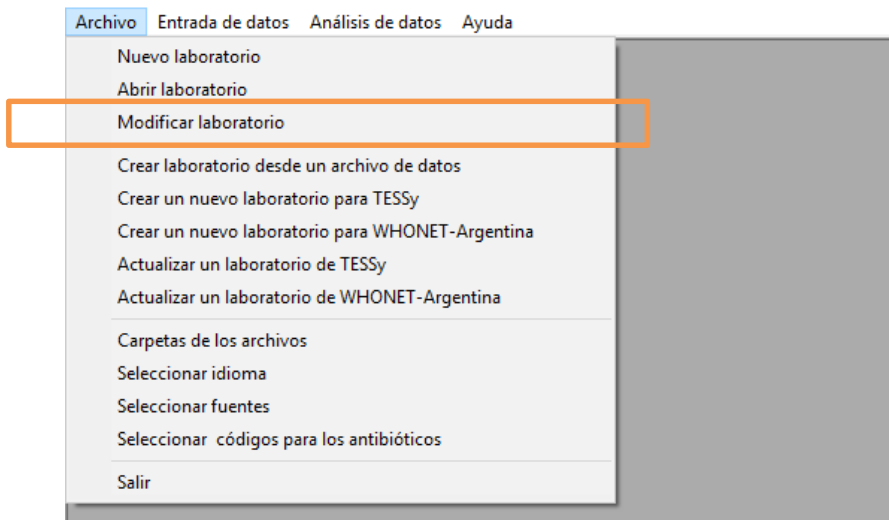 Archivo Entrada de datos Análisis de datos Ayuda
Nuevo laboratorio
Abrir laboratorio
Modificar laboratorio
Crear laboratorio desde un archivo de datos
Crear un nuevo laboratorio para TESSy
Crear un nuevo laboratorio para WHONET-Argentina
Actualizar un laboratorio de TESSy
Actualizar un laboratorio de WHONET-Argentina
Carpetas de los archivos
Seleccionar idioma
Seleccionar fuentes
Seleccionar códigos para los antibióticos
Salir